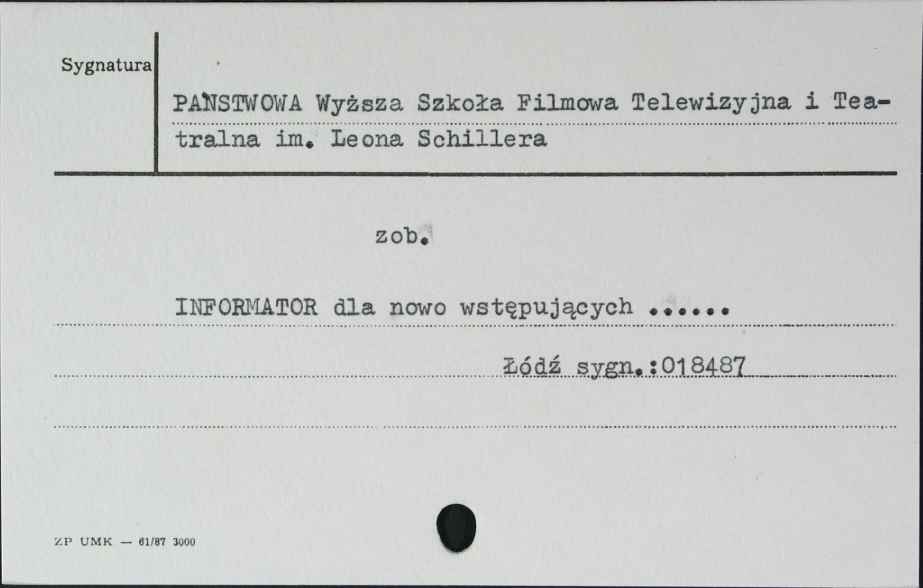 Sygnatura
PAŃSTWOWA Wyższa Szkoła Filmowa Telewizyjna i Tea-
tralna im. Leona Schillera
zob.
INFORMATOR dla nowo wstępujących ......
Łódź sygn.:018487
ZP UMK — 61/87 3000